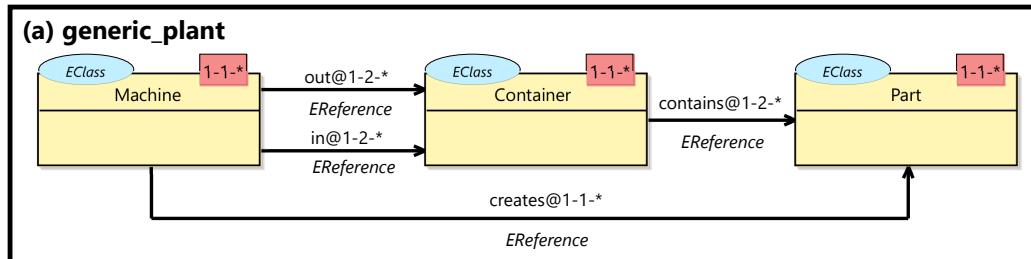 (a) generic_plant
EClass 1-1-*
Machine
out@1-2-*
EReference
in@1-2-*
EReference
EClass 1-1-*
Container
contains@1-2-*
EReference
EClass 1-1-*
Part
creates@1-1-*
EReference